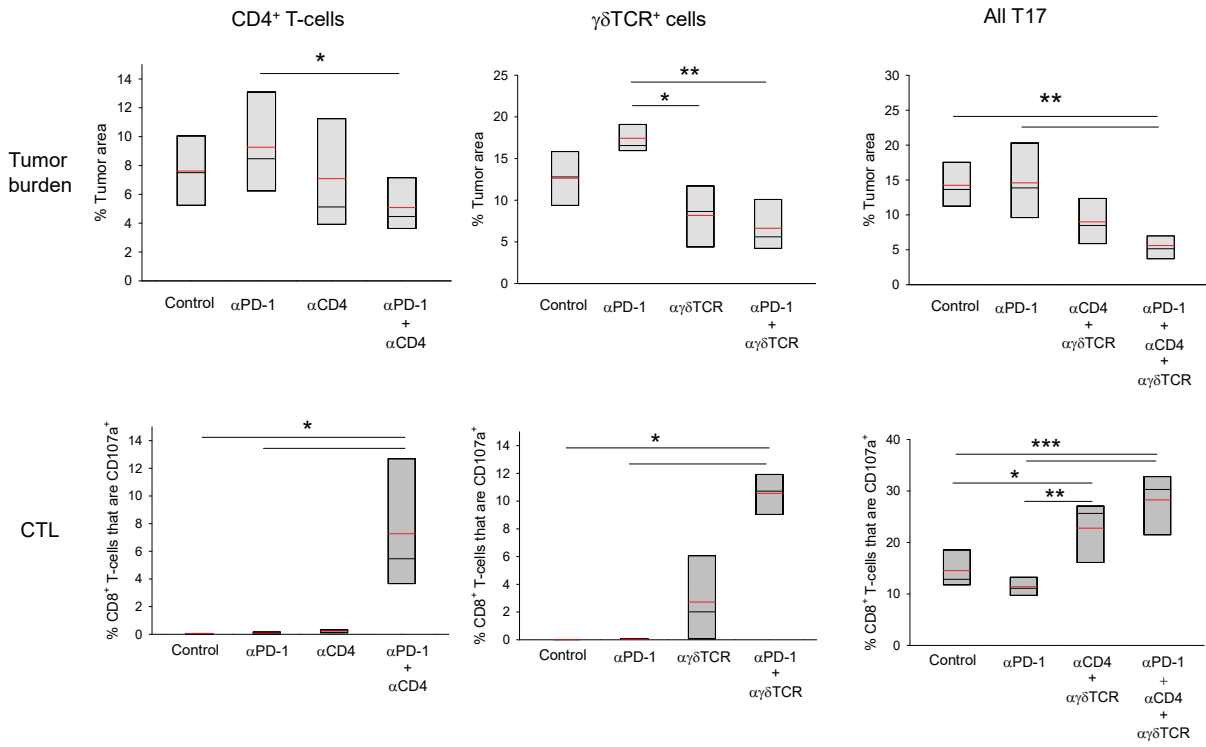 CD4⁺ T-cells
γδTCR⁺ cells
All T17
Tumor
burden
% Tumor area
14
12
10
8
6
4
2
0
*
Control
αPD-1
αCD4
αPD-1
+
αCD4
% Tumor area
25
20
15
10
5
0
**
*
Control
αPD-1
αγδTCR
αPD-1
+
αγδTCR
% Tumor area
30
25
20
15
10
5
0
**
Control
αPD-1
αCD4
+
αγδTCR
αPD-1
+
αCD4
+
αγδTCR
CTL
% CD8⁺ T-cells that are CD107a⁺
14
12
10
8
6
4
2
0
*
Control
αPD-1
αCD4
αPD-1
+
αCD4
% CD8⁺ T-cells that are CD107a⁺
14
12
10
8
6
4
2
0
*
Control
αPD-1
αγδTCR
αPD-1
+
αγδTCR
% CD8⁺ T-cells that are CD107a⁺
40
30
20
10
0
***
*
**
Control
αPD-1
αCD4
+
αγδTCR
αPD-1
+
αCD4
+
αγδTCR